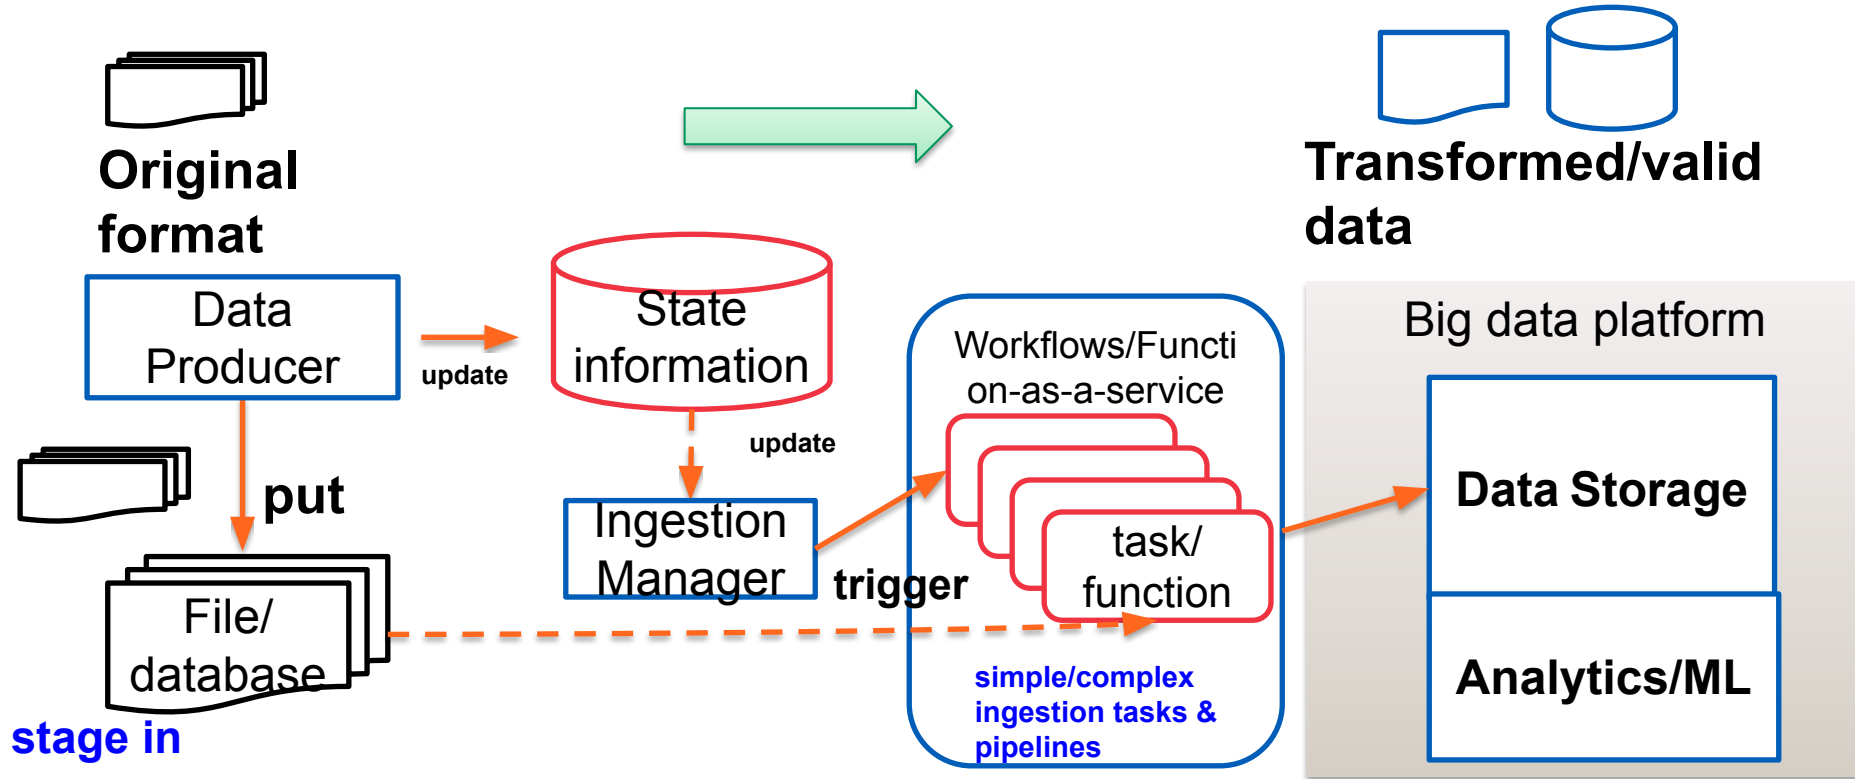 Original
format
Transformed/valid
data
Data
Producer
update
State
information
update
Ingestion
Manager
trigger
put
File/
database
stage in
Workflows/Functi
on-as-a-service
task/
function
simple/complex
ingestion tasks &
pipelines
Big data platform
Data Storage
Analytics/ML